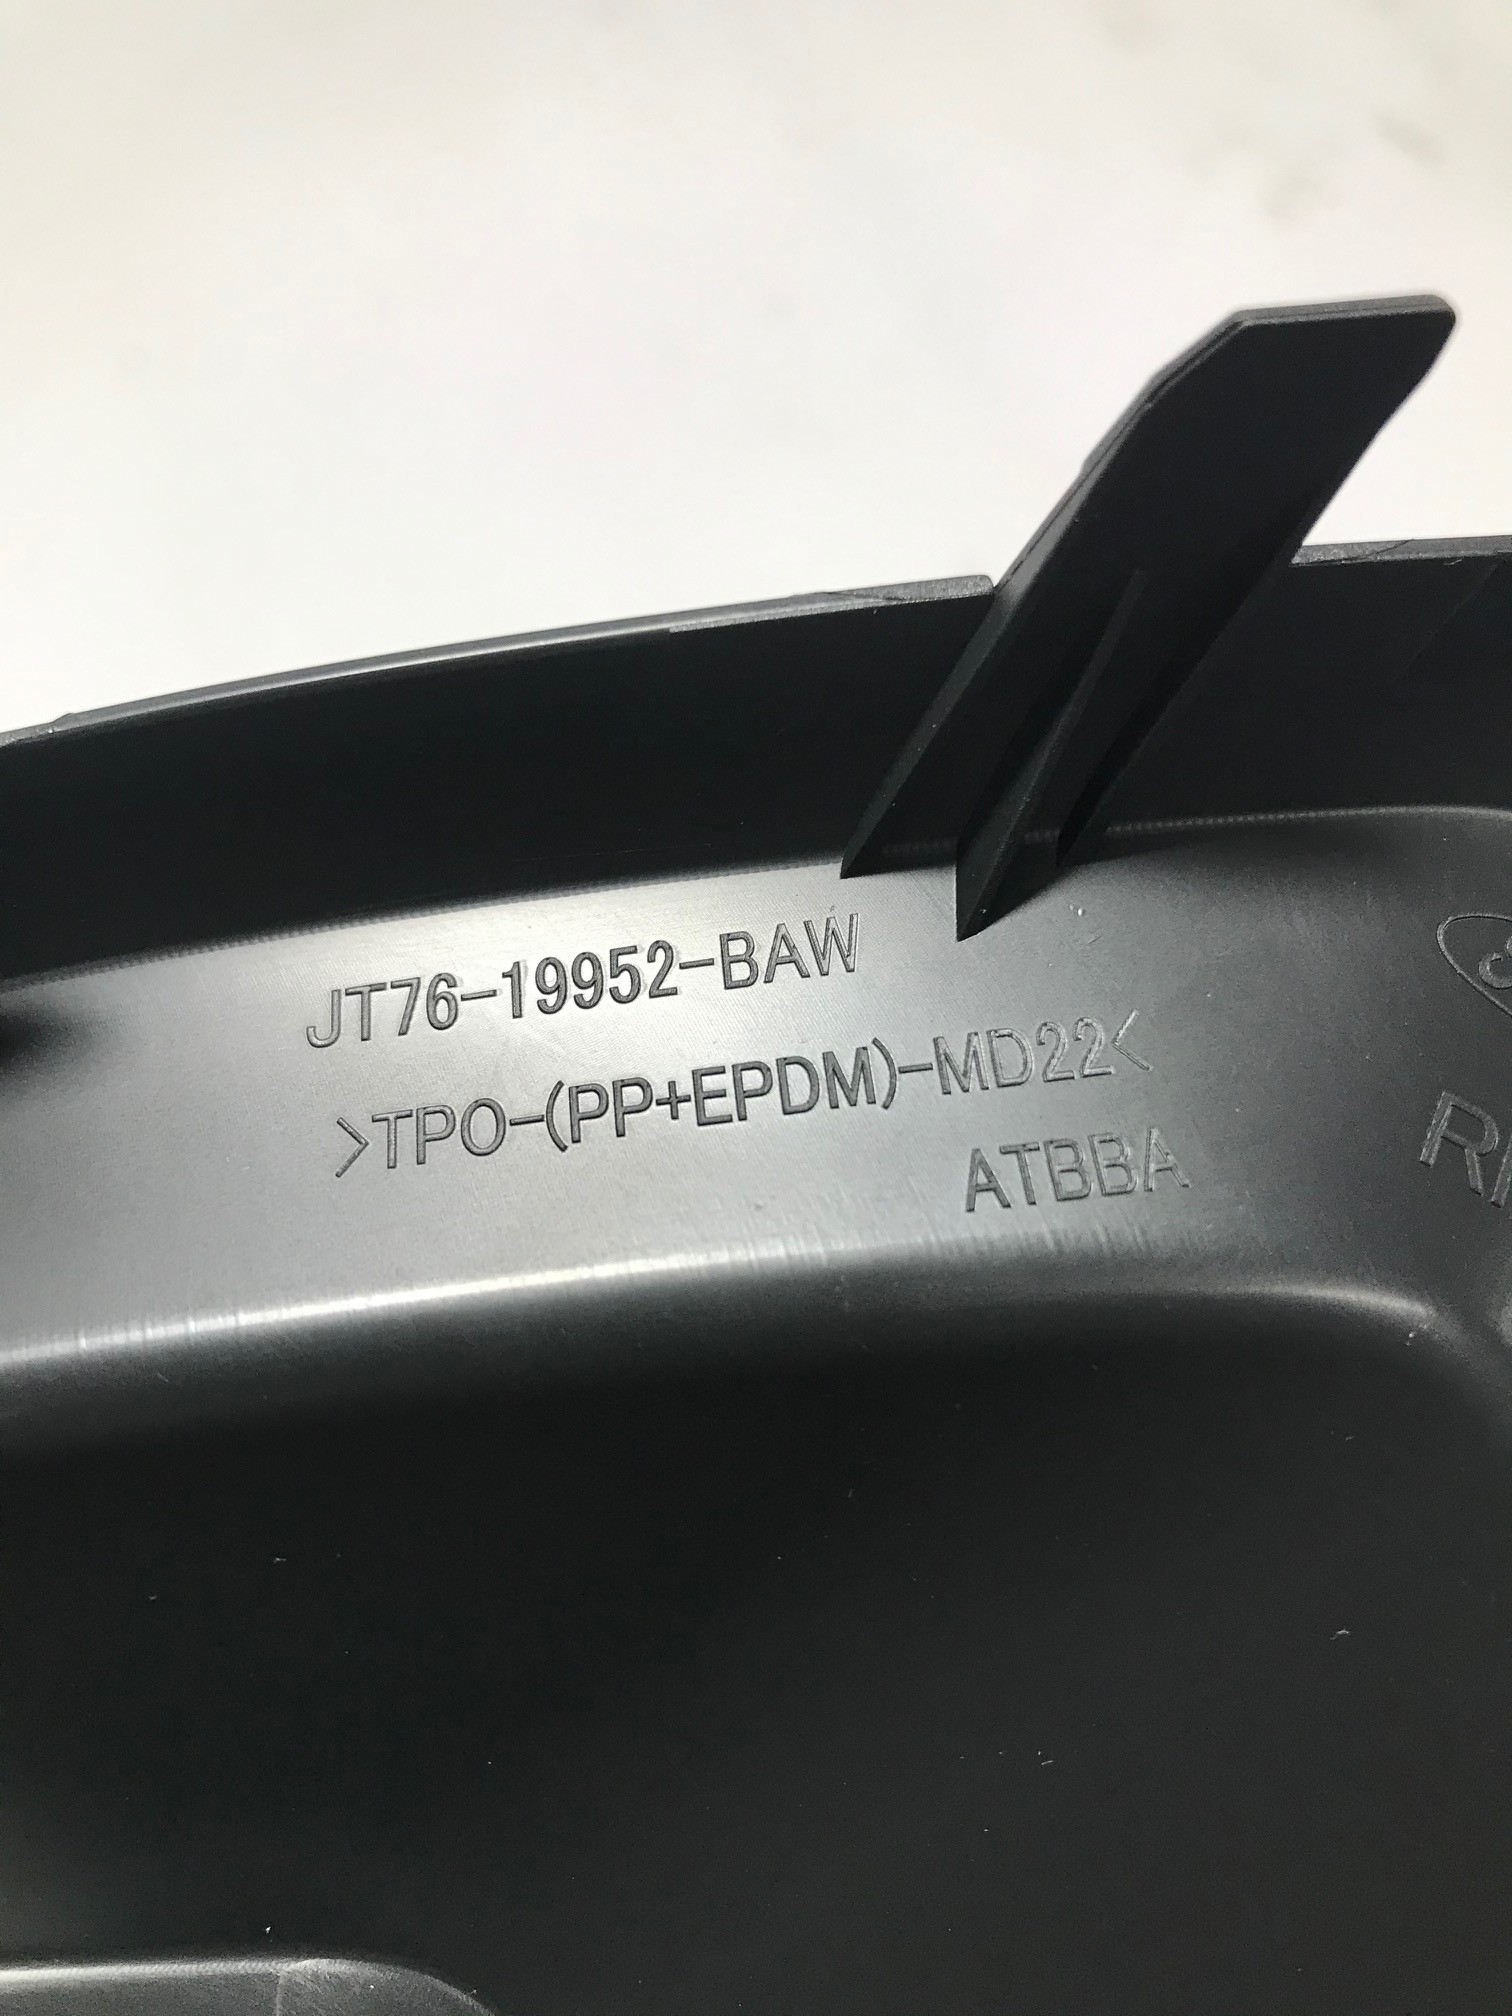 JT76-19952-BAW
>TPO-(PP+EPDM)-MD22<
ATBBA